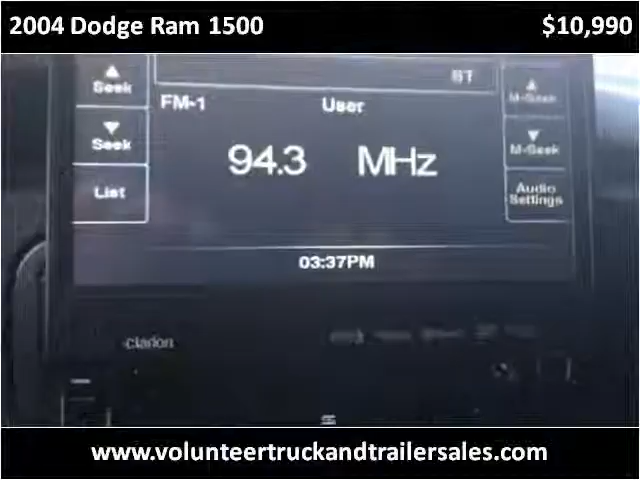 2004 Dodge Ram 1500 $10,990
Seek
ST
M-Seek
FM-1 User
Seek
94.3 MHz
M-Seek
List
Audio
Settings
03:37PM
clarion
www.volunteertruckandtrailersales.com